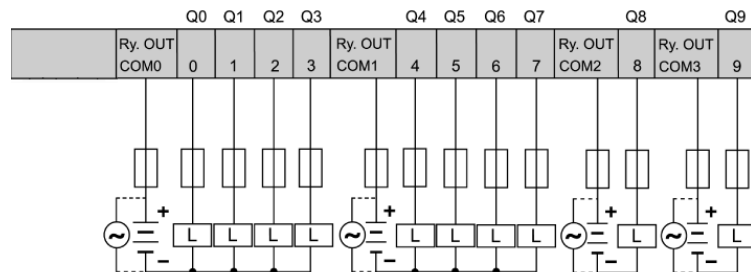 Q0 Q1 Q2 Q3 Q4 Q5 Q6 Q7 Q8 Q9
Ry. OUT Ry. OUT Ry. OUT Ry. OUT
COM0 0 1 2 3 COM1 4 5 6 7 COM2 8 COM3 9
+ + + +
~ L L L L ~ L L L L ~ L ~ L
− − − −